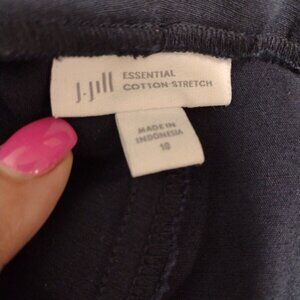 J.Jill
ESSENTIAL
COTTON STRETCH
MADE IN
INDONESIA
18